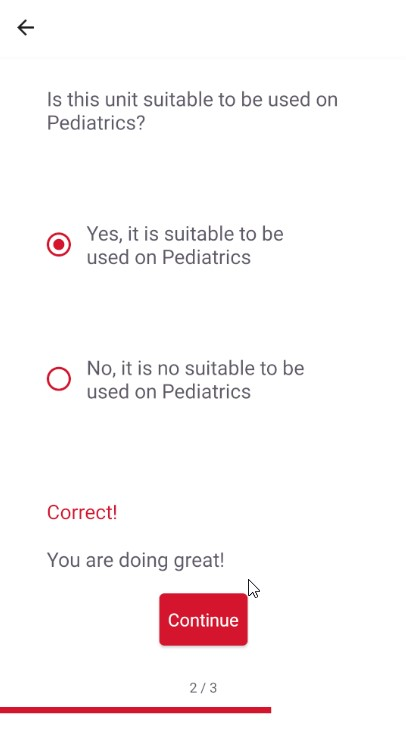 Is this unit suitable to be used on
Pediatrics?
Yes, it is suitable to be
used on Pediatrics
No, it is no suitable to be
used on Pediatrics
Correct!
You are doing great!
Continue
2 / 3